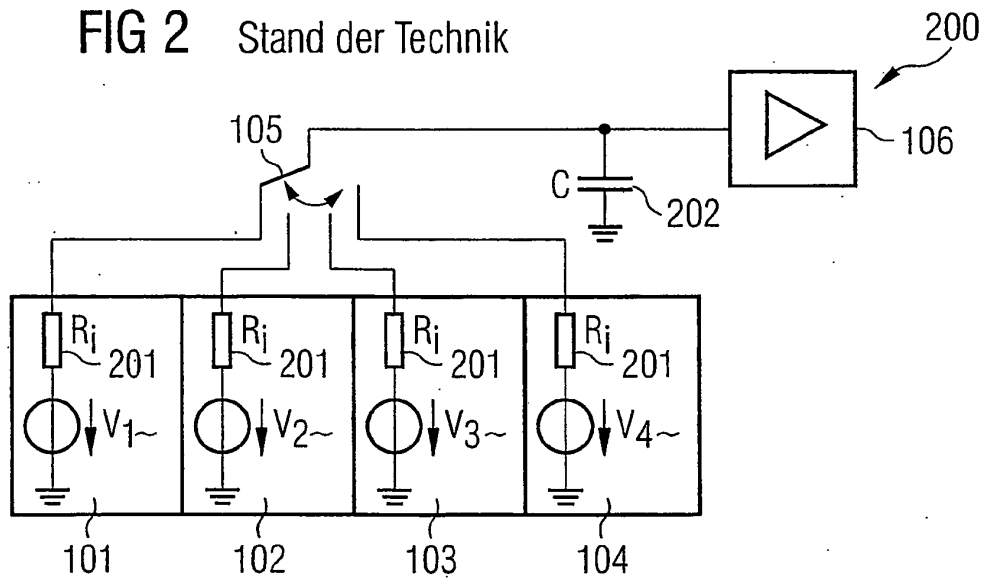 FIG 2 Stand der Technik
200
105
106
C
202
Ri Ri Ri Ri
201 201 201 201
V1~ V2~ V3~ V4~
101 102 103 104